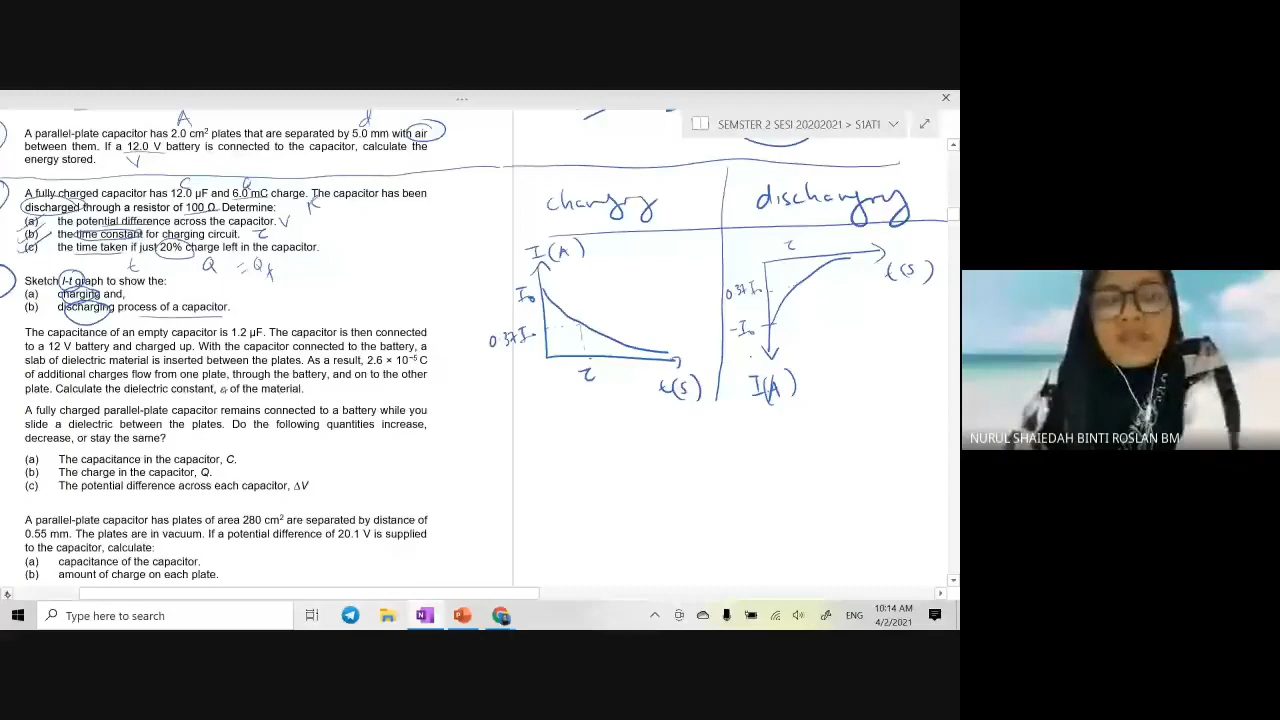 SEMSTER 2 SESI 20202021 > S1ATI
A d
A parallel-plate capacitor has 2.0 cm² plates that are separated by 5.0 mm with air
between them. If a 12.0 V battery is connected to the capacitor, calculate the
energy stored.
V
C Q
A fully charged capacitor has 12.0 μF and 6.0 mC charge. The capacitor has been
discharged through a resistor of 100 Ω. Determine:
R
(a) the potential difference across the capacitor. V
(b) the time constant for charging circuit. τ
(c) the time taken if just 20% charge left in the capacitor.
t Q = Q
Sketch I-t graph to show the:
(a) charging and,
(b) discharging process of a capacitor.
The capacitance of an empty capacitor is 1.2 μF. The capacitor is then connected
to a 12 V battery and charged up. With the capacitor connected to the battery, a
slab of dielectric material is inserted between the plates. As a result, 2.6 × 10⁻⁵ C
of additional charges flow from one plate, through the battery, and on to the other
plate. Calculate the dielectric constant, εr of the material.
A fully charged parallel-plate capacitor remains connected to a battery while you
slide a dielectric between the plates. Do the following quantities increase,
decrease, or stay the same?
(a) The capacitance in the capacitor, C.
(b) The charge in the capacitor, Q.
(c) The potential difference across each capacitor, ΔV
A parallel-plate capacitor has plates of area 280 cm² are separated by distance of
0.55 mm. The plates are in vacuum. If a potential difference of 20.1 V is supplied
to the capacitor, calculate:
(a) capacitance of the capacitor.
(b) amount of charge on each plate.
charging
I(A)
I₀
0.37I₀
τ
t(s)
discharging
τ
t(s)
0.37I₀
-I₀
I(A)
NURUL SHAIEDAH BINTI ROSLAN BM
Type here to search
ENG
10:14 AM
4/2/2021